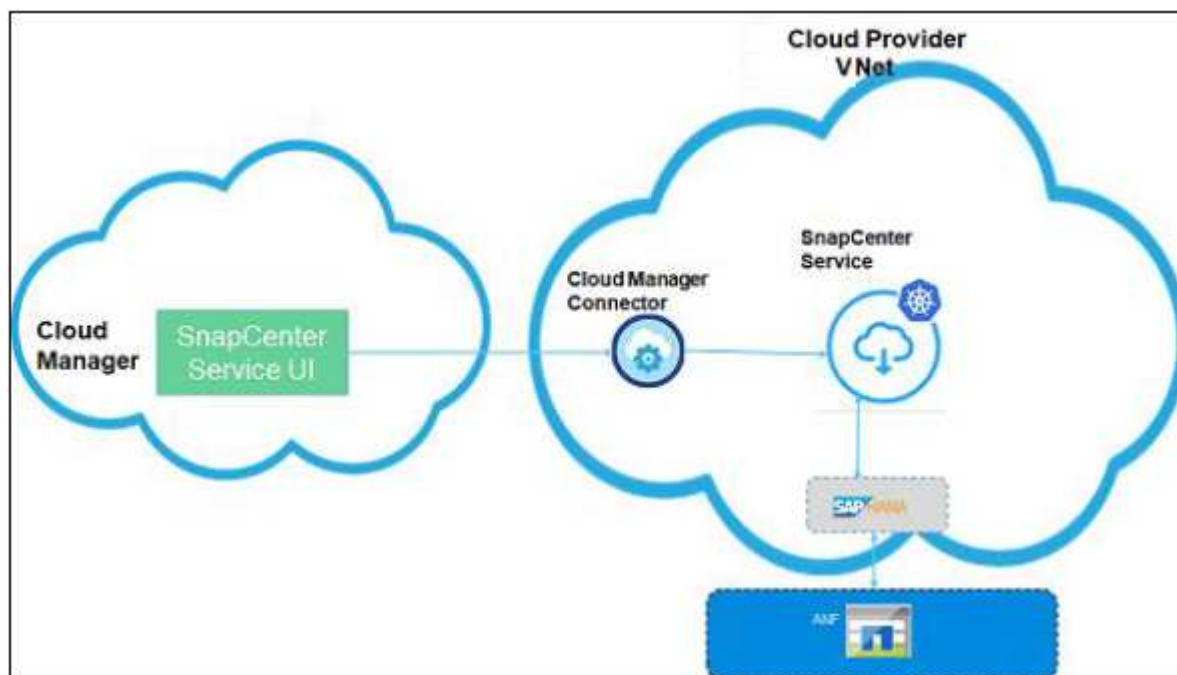 Cloud Provider
VNet
SnapCenter
Service
Cloud Manager
Connector
Cloud
Manager
SnapCenter
Service UI
SAP HANA
ANF